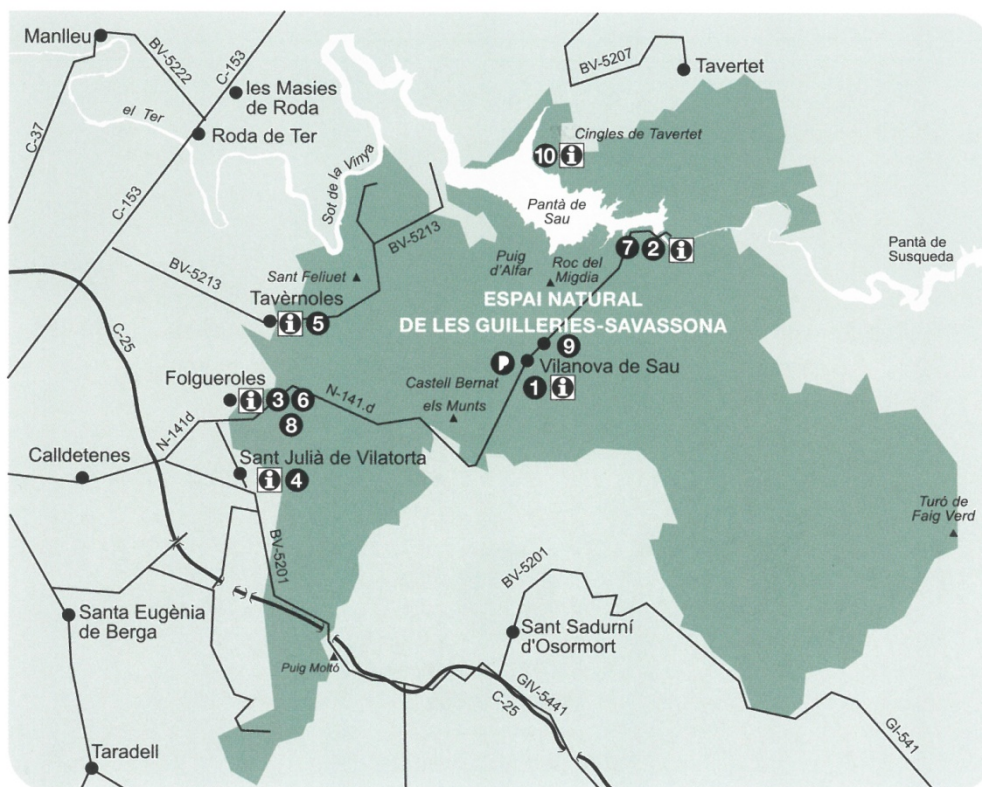 Manlleu
BV-5222
C-153
BV-5207
Tavertet
les Masies
de Roda
el Ter
Roda de Ter
C-37
Sot de la Vinya
Cingles de Tavertet
10 i
C-153
Pantà de
Sau
BV-5213
BV-5213
Sant Feliuet
Puig
d'Alfar
Roc del
Migdia
7 2 i
Pantà de
Susqueda
Tavèrnoles
i 5
ESPAI NATURAL
DE LES GUILLERIES-SAVASSONA
C-25
9
P
Vilanova de Sau
1 i
Folgueroles
i 3 6
8
N-141.d
Castell Bernat
els Munts
N-141d
Calldetenes
Sant Julià de Vilatorta
i 4
Turó de
Faig Verd
BV-5201
BV-5201
Santa Eugènia
de Berga
Sant Sadurní
d'Osormort
Puig Moltó
GIV-5441
C-25
GI-541
Taradell